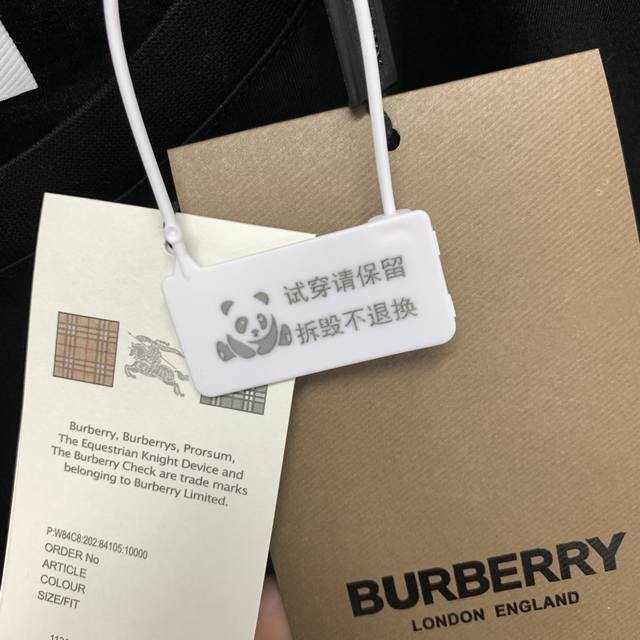 试穿请保留
拆毁不退换
Burberry, Burberrys, Prorsum,
The Equestrian Knight Device and
The Burberry Check are trade marks
belonging to Burberry Limited.
P:W84C8:202:84105:10000
ORDER No
ARTICLE
COLOUR
SIZE/FIT
BURBERRY
LONDON ENGLAND